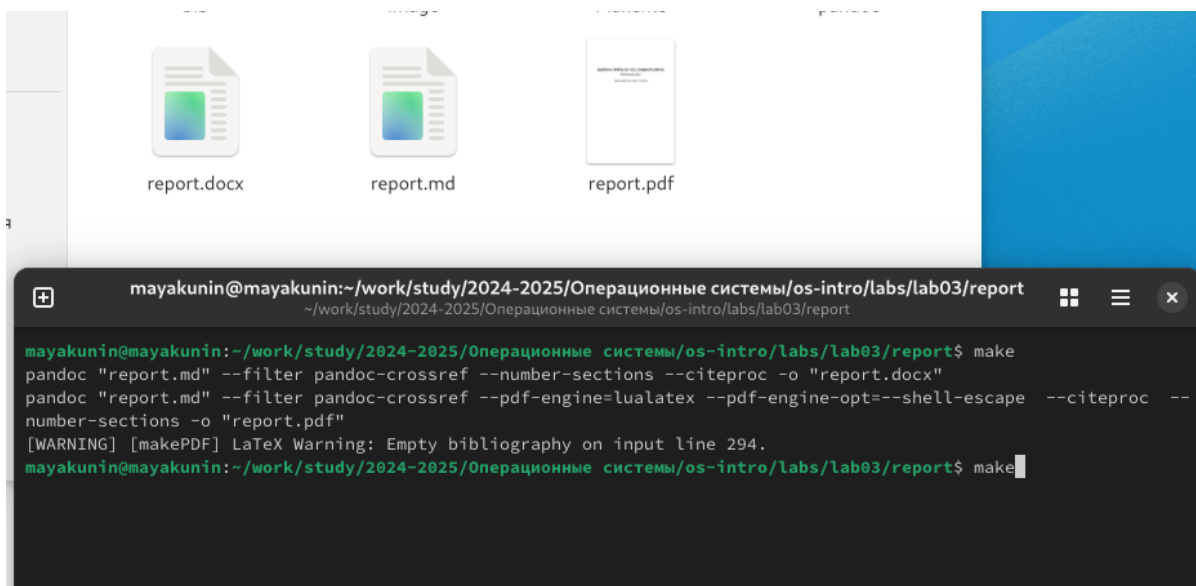 report.docx report.md report.pdf
я
mayakunin@mayakunin:~/work/study/2024-2025/Операционные системы/os-intro/labs/lab03/report
~/work/study/2024-2025/Операционные системы/os-intro/labs/lab03/report
mayakunin@mayakunin:~/work/study/2024-2025/Операционные системы/os-intro/labs/lab03/report$ make
pandoc "report.md" --filter pandoc-crossref --number-sections --citeproc -o "report.docx"
pandoc "report.md" --filter pandoc-crossref --pdf-engine=lualatex --pdf-engine-opt=--shell-escape  --citeproc  --
number-sections -o "report.pdf"
[WARNING] [makePDF] LaTeX Warning: Empty bibliography on input line 294.
mayakunin@mayakunin:~/work/study/2024-2025/Операционные системы/os-intro/labs/lab03/report$ make